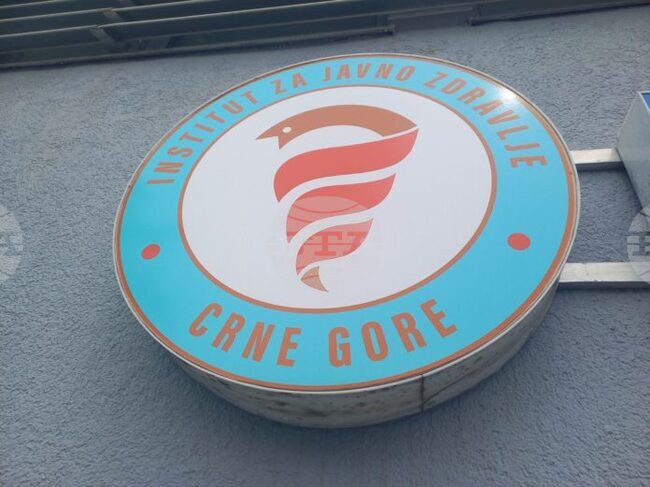 INSTITUT ZA JAVNO ZDRAVLJE
CRNE GORE